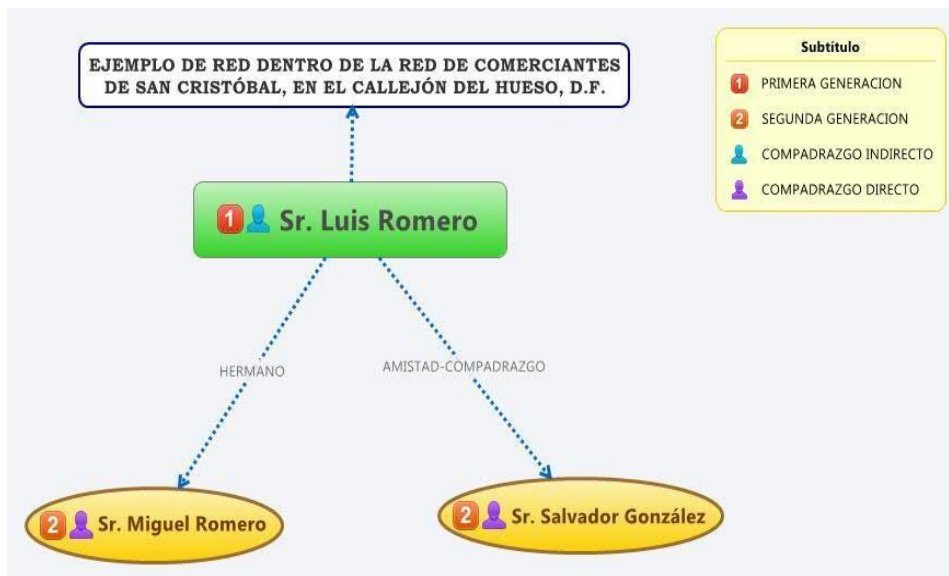 EJEMPLO DE RED DENTRO DE LA RED DE COMERCIANTES
DE SAN CRISTÓBAL, EN EL CALLEJÓN DEL HUESO, D.F.
Subtítulo
1 PRIMERA GENERACION
2 SEGUNDA GENERACION
COMPADRAZGO INDIRECTO
COMPADRAZGO DIRECTO
1 Sr. Luis Romero
HERMANO
AMISTAD-COMPADRAZGO
2 Sr. Miguel Romero
2 Sr. Salvador González